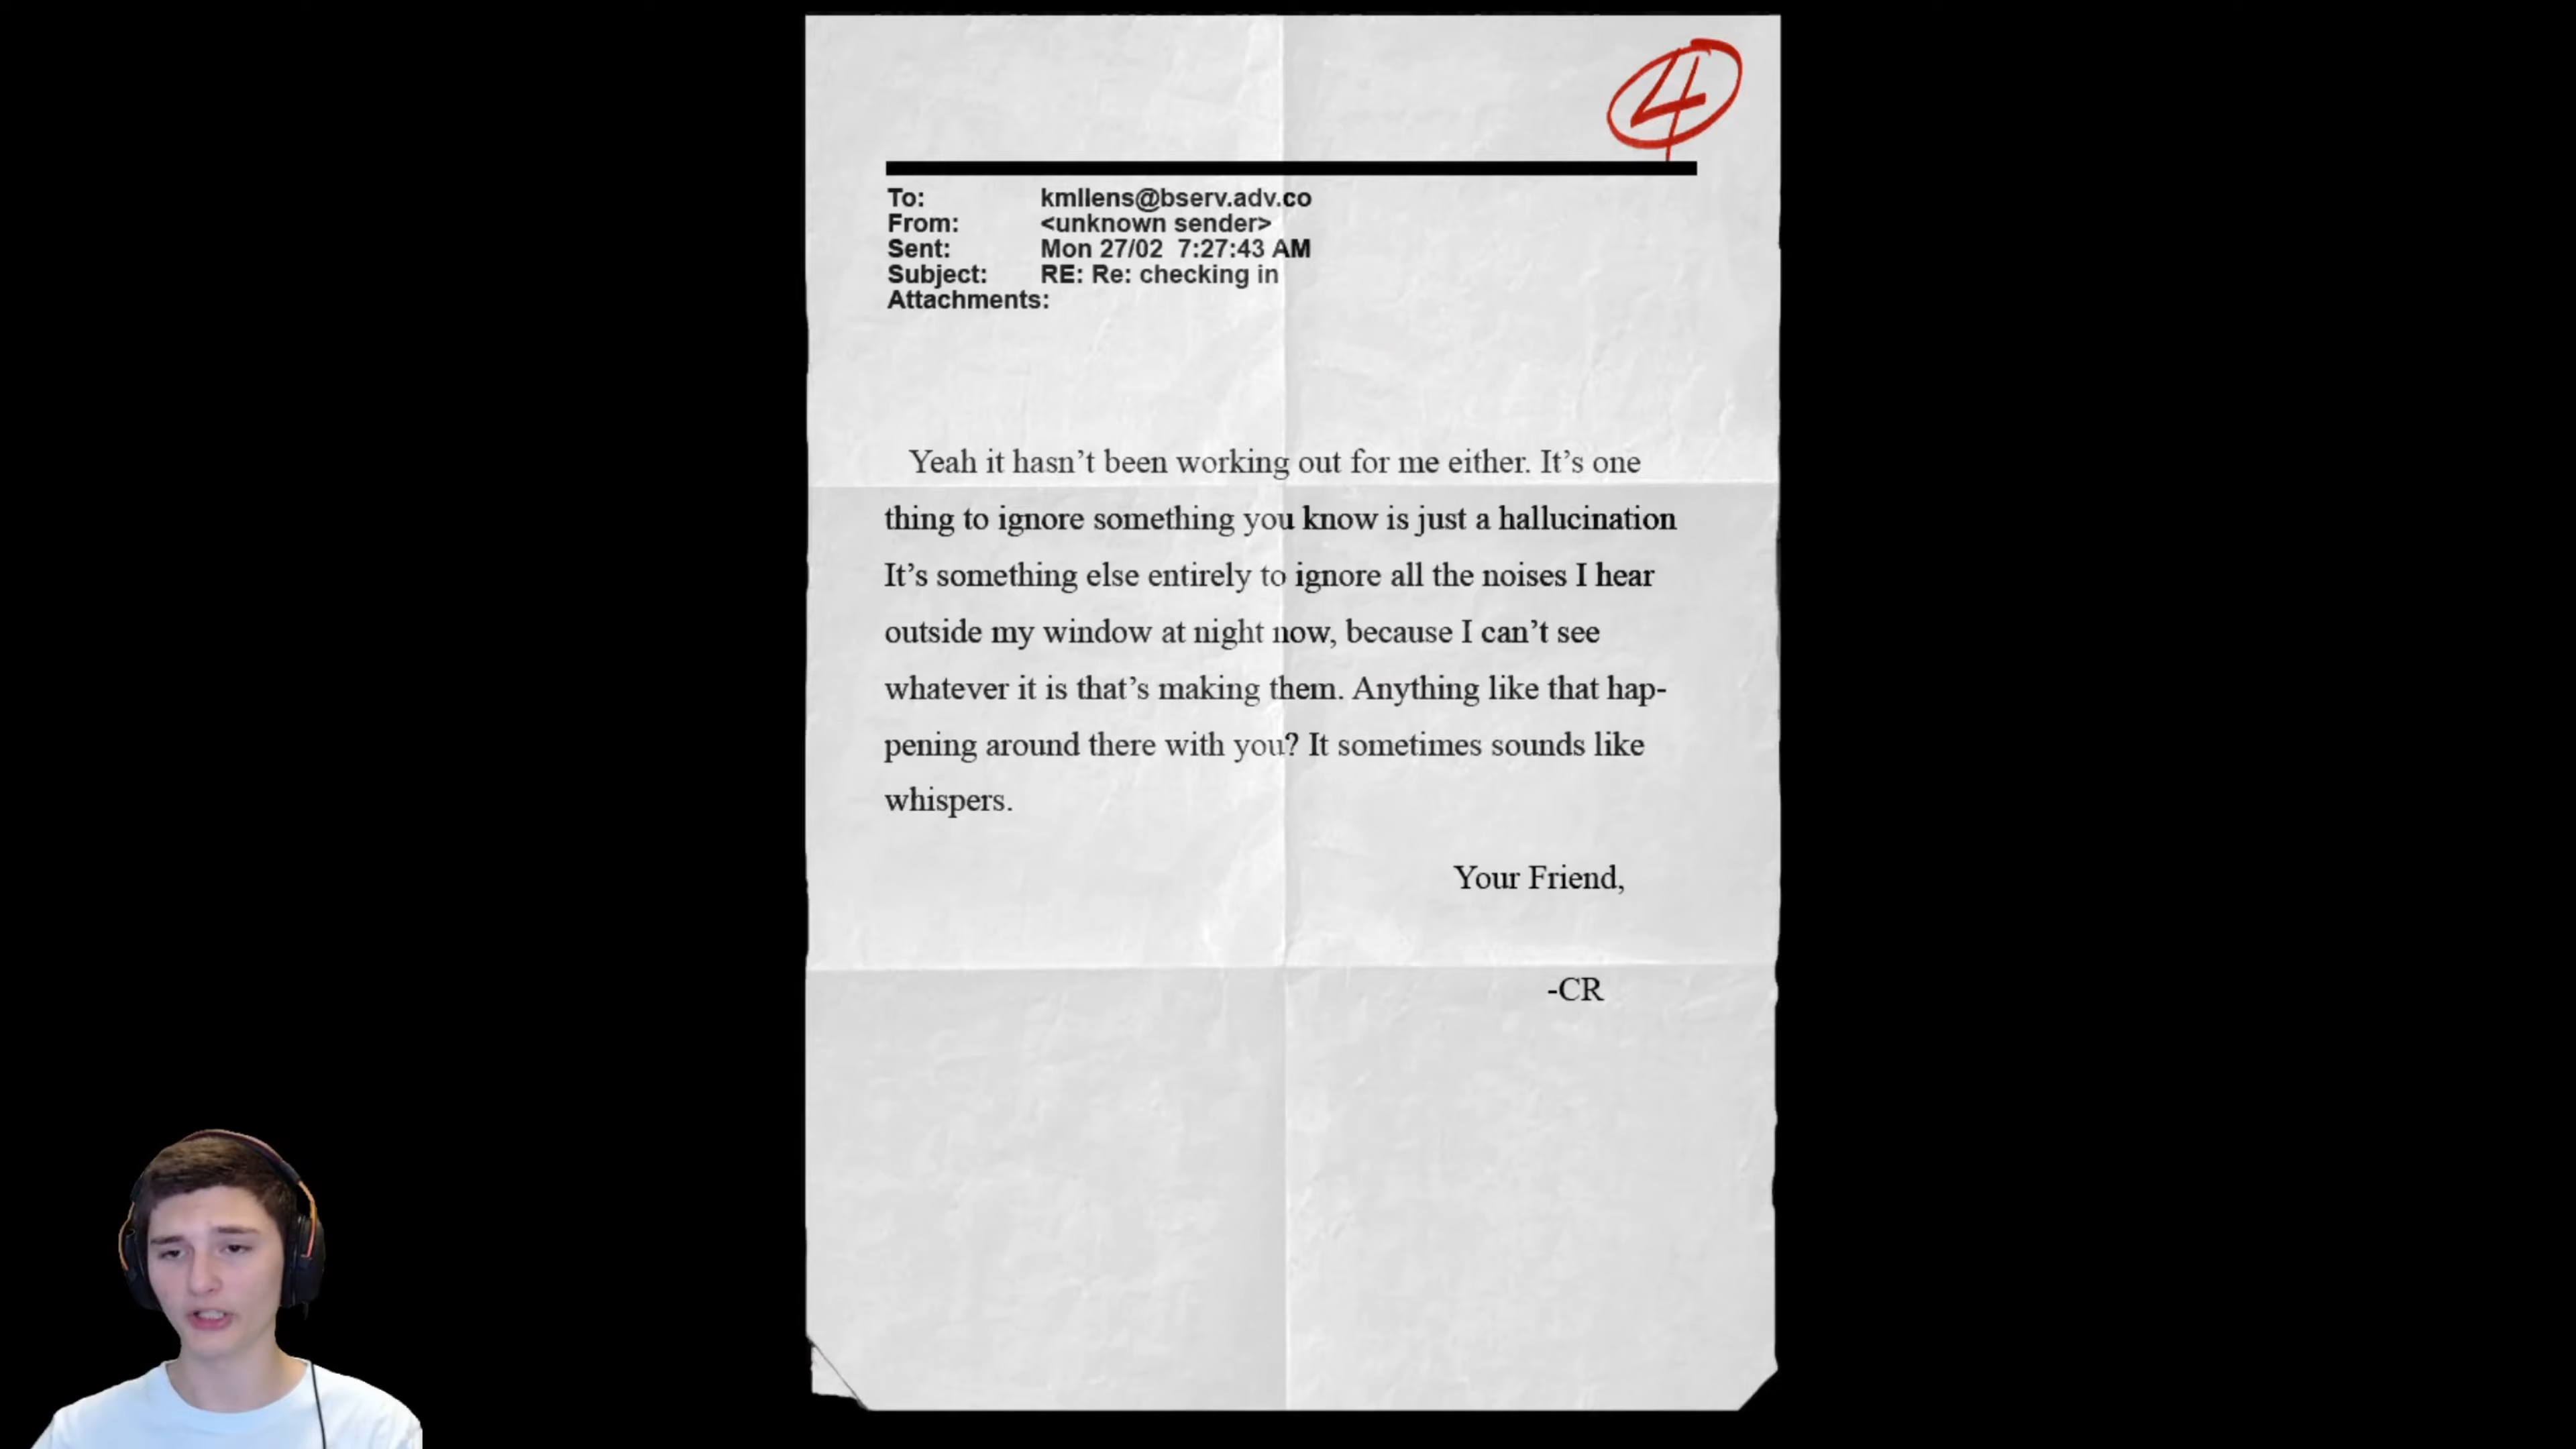 4
To: kmllens@bserv.adv.co
From: <unknown sender>
Sent: Mon 27/02 7:27:43 AM
Subject: RE: Re: checking in
Attachments:
Yeah it hasn’t been working out for me either. It’s one
thing to ignore something you know is just a hallucination
It’s something else entirely to ignore all the noises I hear
outside my window at night now, because I can’t see
whatever it is that’s making them. Anything like that hap-
pening around there with you? It sometimes sounds like
whispers.
Your Friend,
-CR